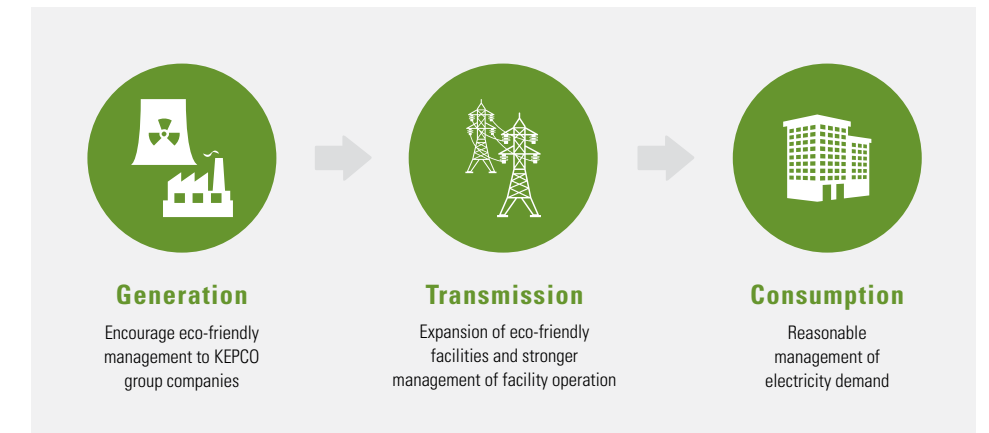 Generation
Encourage eco-friendly
management to KEPCO
group companies
Transmission
Expansion of eco-friendly
facilities and stronger
management of facility operation
Consumption
Reasonable
management of
electricity demand